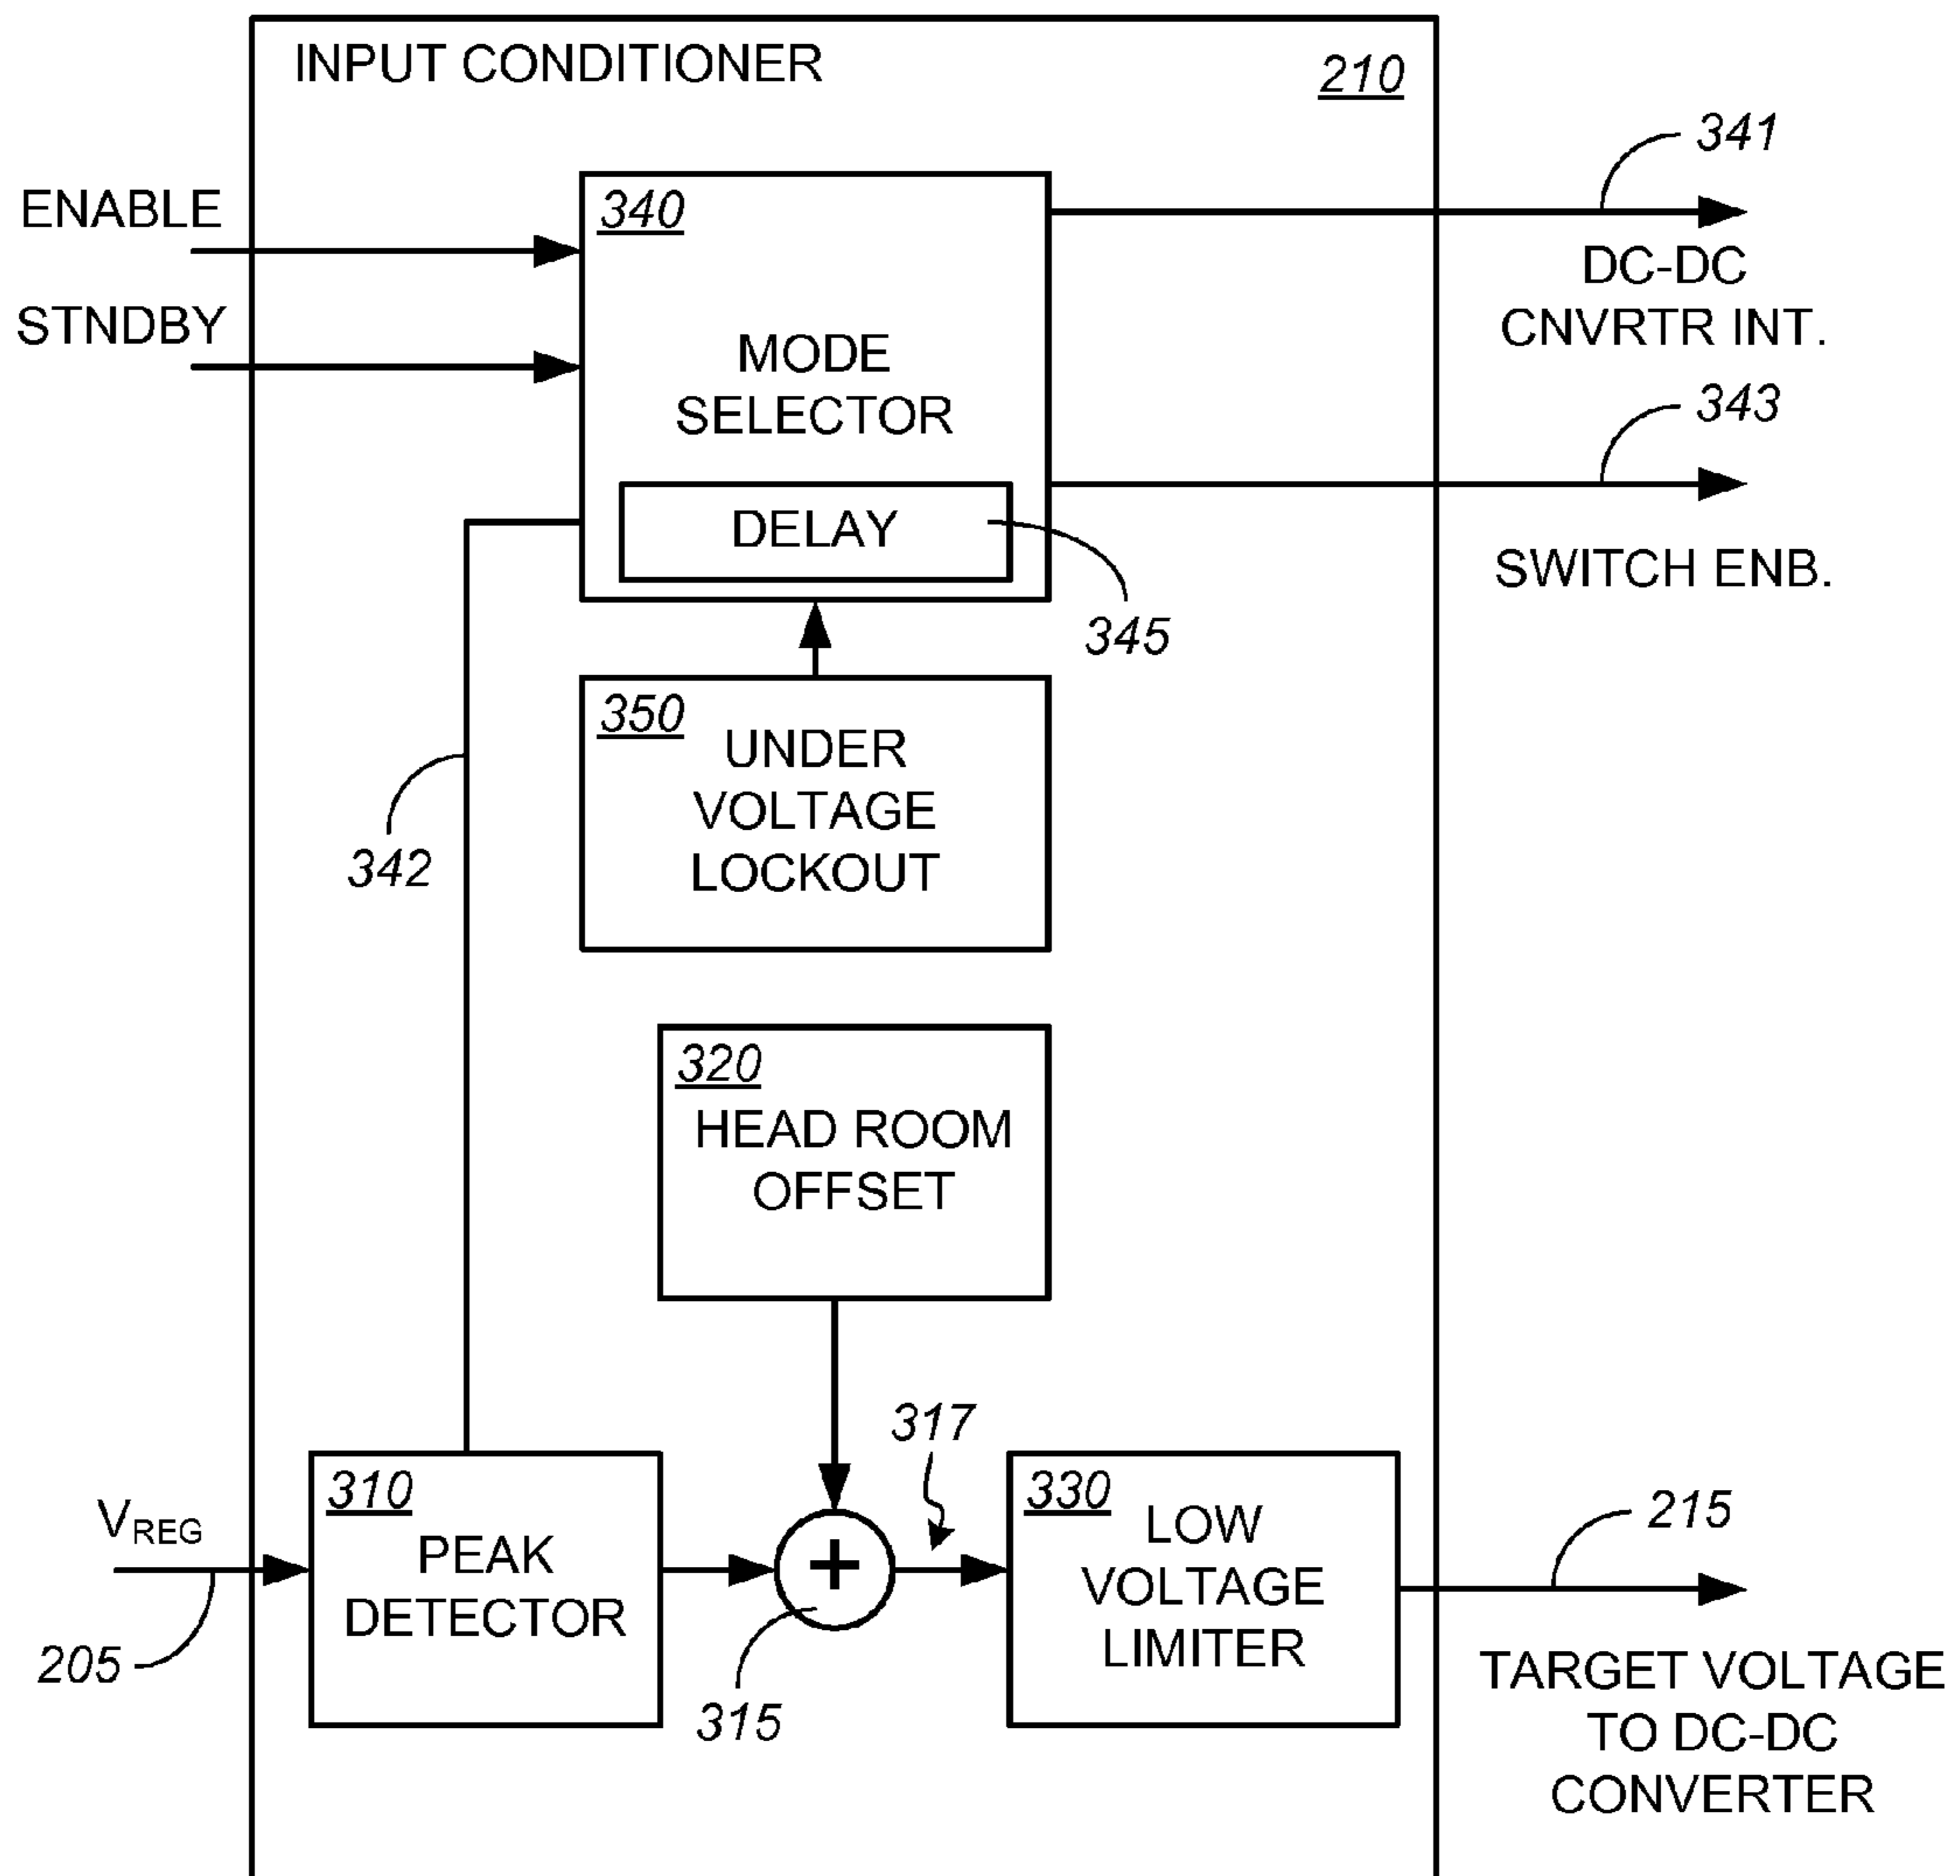 INPUT CONDITIONER
210
341
ENABLE
340
DC-DC
CNVRTR INT.
STNDBY
MODE
SELECTOR
343
DELAY
SWITCH ENB.
345
350
UNDER
VOLTAGE
LOCKOUT
342
320
HEAD ROOM
OFFSET
317
310
330
VREG
PEAK
DETECTOR
+
LOW
VOLTAGE
LIMITER
215
205
315
TARGET VOLTAGE
TO DC-DC
CONVERTER